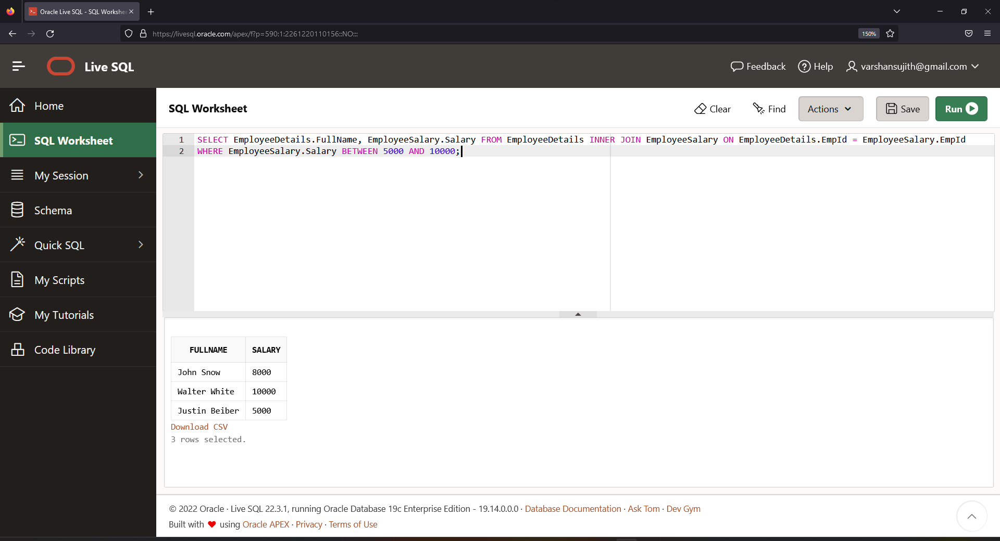 Oracle Live SQL - SQL Workshe
https://livesql.oracle.com/apex/f?p=590:1:2261220110156::NO:::
150%
Live SQL
Feedback
Help
varshansujith@gmail.com
Home
SQL Worksheet
My Session
Schema
Quick SQL
My Scripts
My Tutorials
Code Library
SQL Worksheet
Clear
Find
Actions
Save
Run
1 SELECT EmployeeDetails.FullName, EmployeeSalary.Salary FROM EmployeeDetails INNER JOIN EmployeeSalary ON EmployeeDetails.EmpId = EmployeeSalary.EmpId
2 WHERE EmployeeSalary.Salary BETWEEN 5000 AND 10000;
FULLNAME SALARY
John Snow 8000
Walter White 10000
Justin Beiber 5000
Download CSV
3 rows selected.
© 2022 Oracle · Live SQL 22.3.1, running Oracle Database 19c Enterprise Edition - 19.14.0.0.0 · Database Documentation · Ask Tom · Dev Gym
Built with ♥ using Oracle APEX · Privacy · Terms of Use